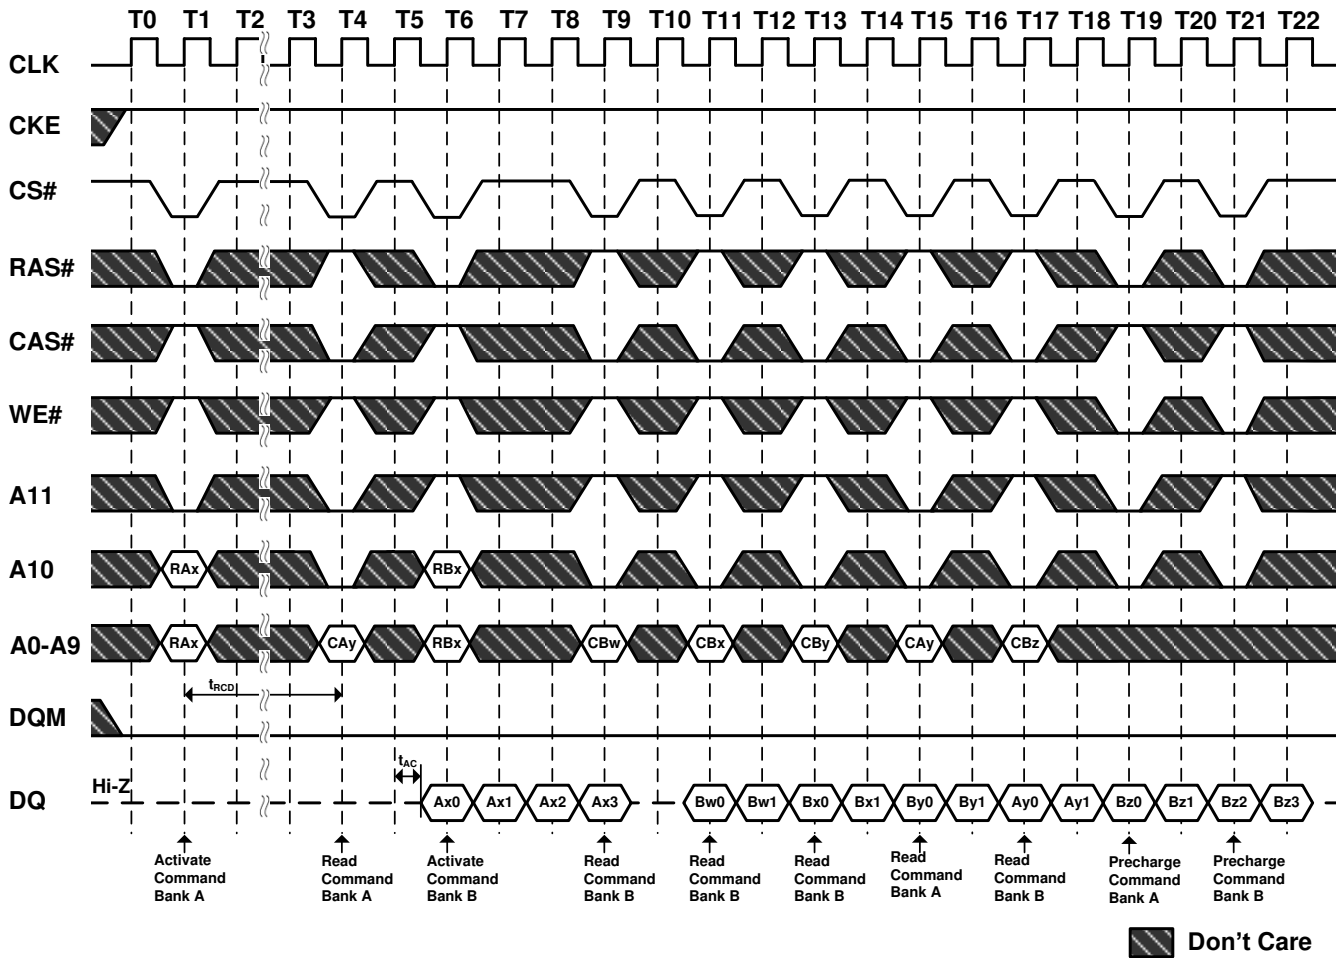 T0 T1 T2 T3 T4 T5 T6 T7 T8 T9 T10 T11 T12 T13 T14 T15 T16 T17 T18 T19 T20 T21 T22
CLK
CKE
CS#
RAS#
CAS#
WE#
A11
A10 RAx RBx
A0-A9 RAx CAy RBx CBw CBx CBy CAy CBz
tRCD
DQM
tAC
Hi-Z
DQ Ax0 Ax1 Ax2 Ax3 Bw0 Bw1 Bx0 Bx1 By0 By1 Ay0 Ay1 Bz0 Bz1 Bz2 Bz3
Activate
Command
Bank A
Read
Command
Bank A
Activate
Command
Bank B
Read
Command
Bank B
Read
Command
Bank B
Read
Command
Bank B
Read
Command
Bank A
Read
Command
Bank B
Precharge
Command
Bank A
Precharge
Command
Bank B
Don't Care